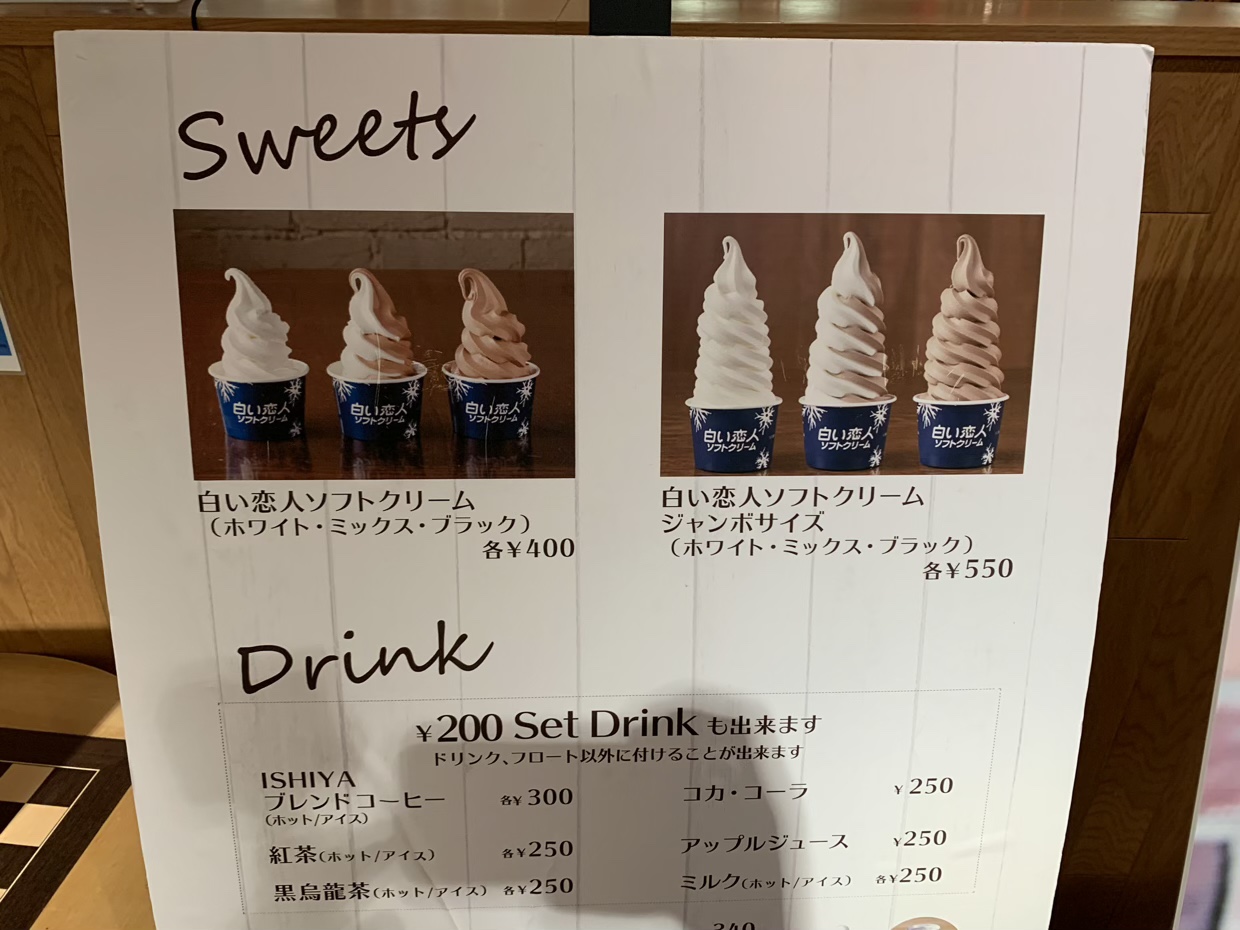 Sweets
白い恋人
ソフトクリーム
白い恋人
ソフトクリーム
白い恋人
ソフトクリーム
白い恋人
ソフトクリーム
白い恋人
ソフトクリーム
白い恋人
ソフトクリーム
白い恋人ソフトクリーム
（ホワイト・ミックス・ブラック）
各¥400
白い恋人ソフトクリーム
ジャンボサイズ
（ホワイト・ミックス・ブラック）
各¥550
Drink
¥200 Set Drink も出来ます
ドリンク、フロート以外に付けることが出来ます
ISHIYA
ブレンドコーヒー 各¥300
(ホット/アイス)
紅茶(ホット/アイス) 各¥250
黒烏龍茶(ホット/アイス) 各¥250
コカ・コーラ ¥250
アップルジュース ¥250
ミルク(ホット/アイス) 各¥250